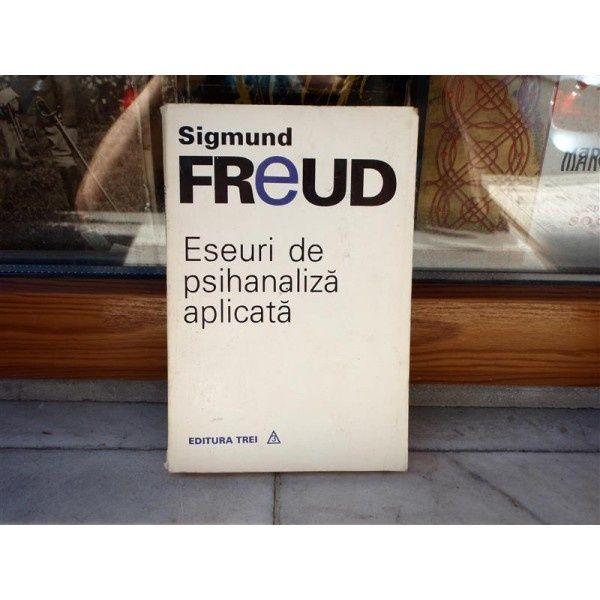 Sigmund
FReUD
Eseuri de
psihanaliză
aplicată
EDITURA TREI